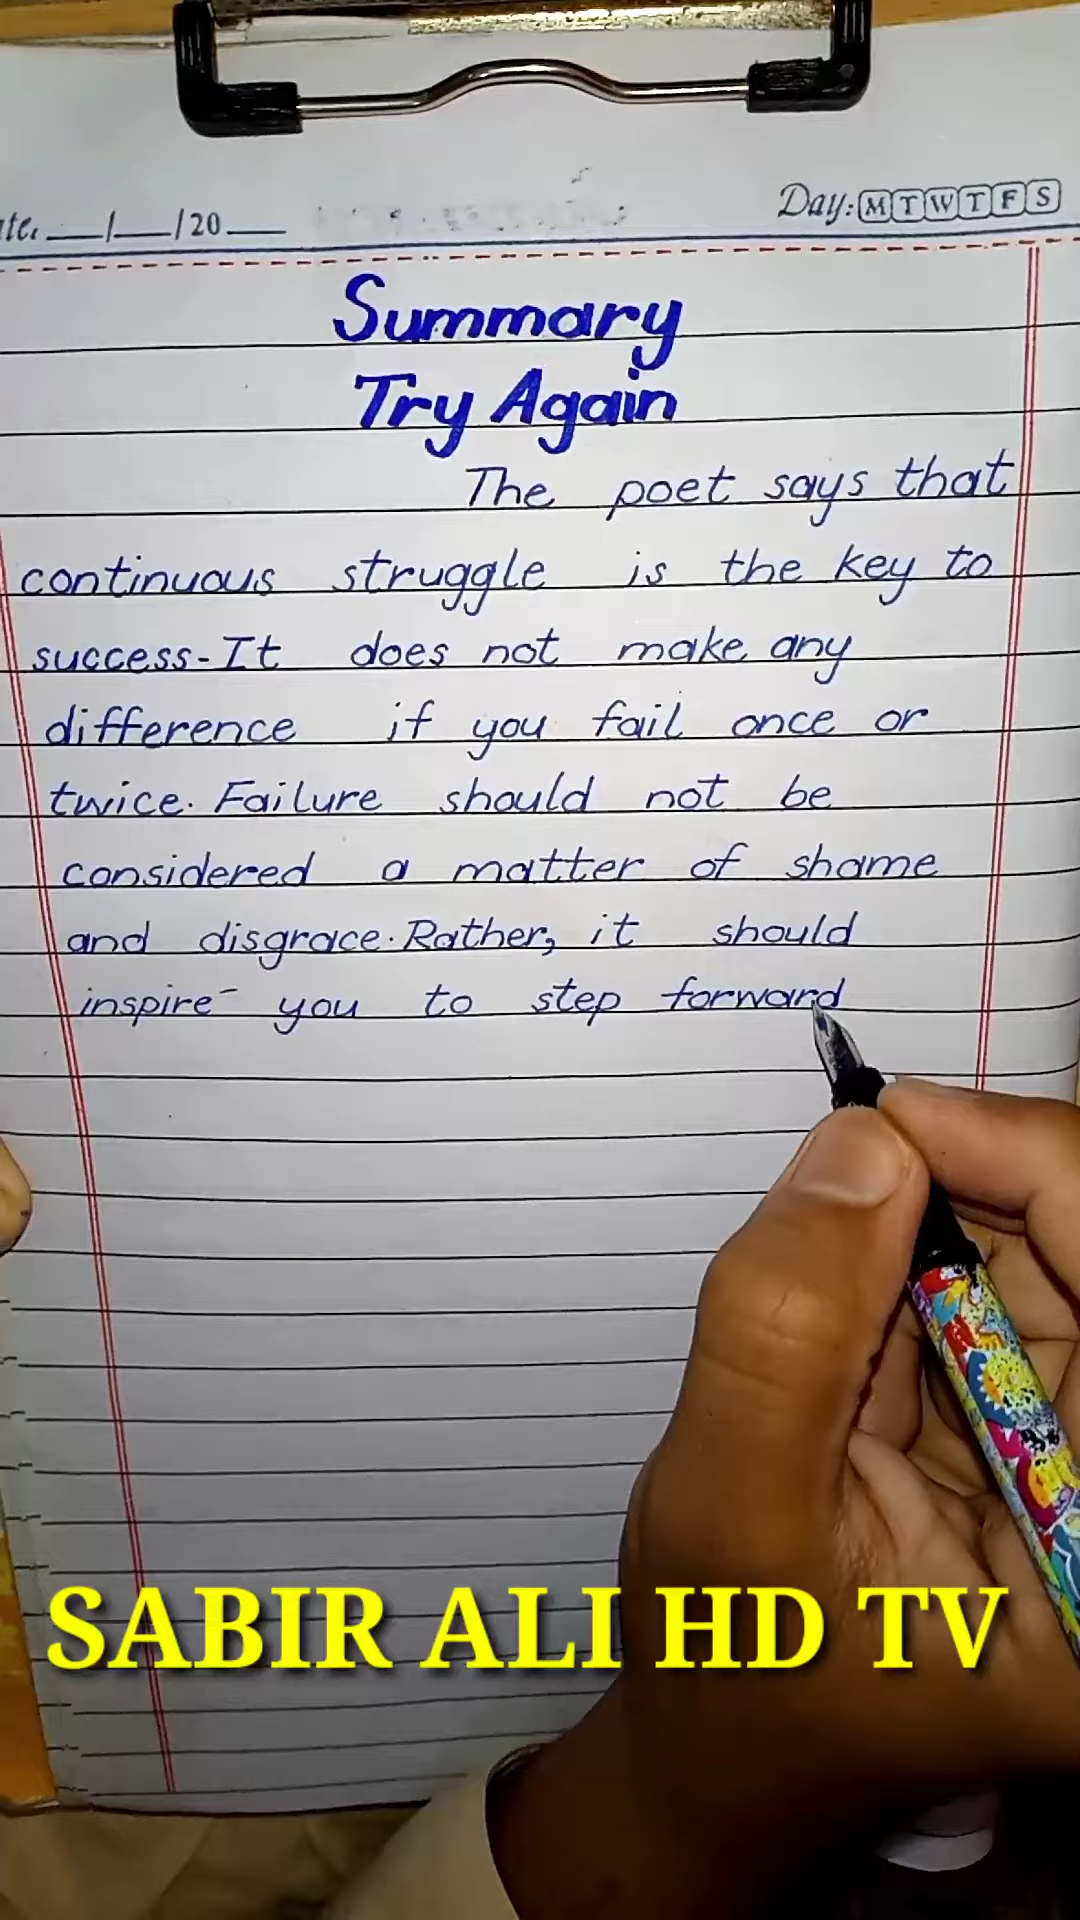 Day: M T W T F S
/ /20
Summary
Try Again
The poet says that
continuous struggle is the key to
success-It does not make any
difference if you fail once or
twice. Failure should not be
considered a matter of shame
and disgrace. Rather, it should
inspire- you to step forward
SABIR ALI HD TV